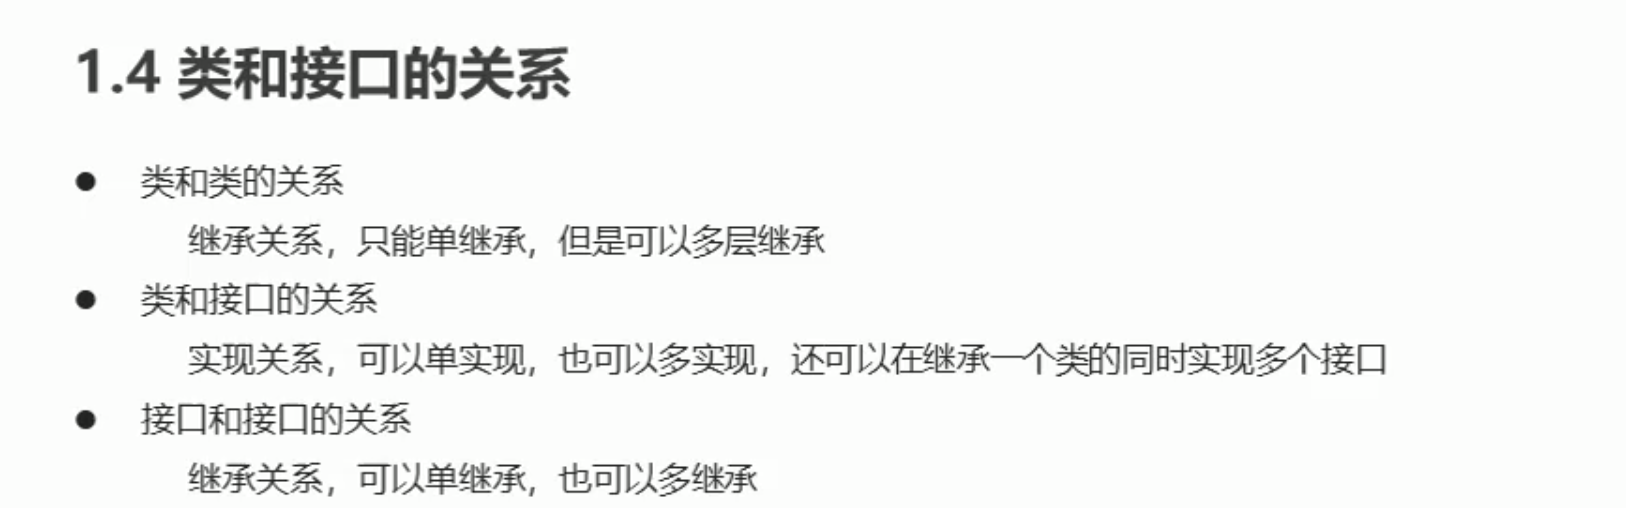 1.4 类和接口的关系
● 类和类的关系
继承关系，只能单继承，但是可以多层继承
● 类和接口的关系
实现关系，可以单实现，也可以多实现，还可以在继承一个类的同时实现多个接口
● 接口和接口的关系
继承关系，可以单继承，也可以多继承